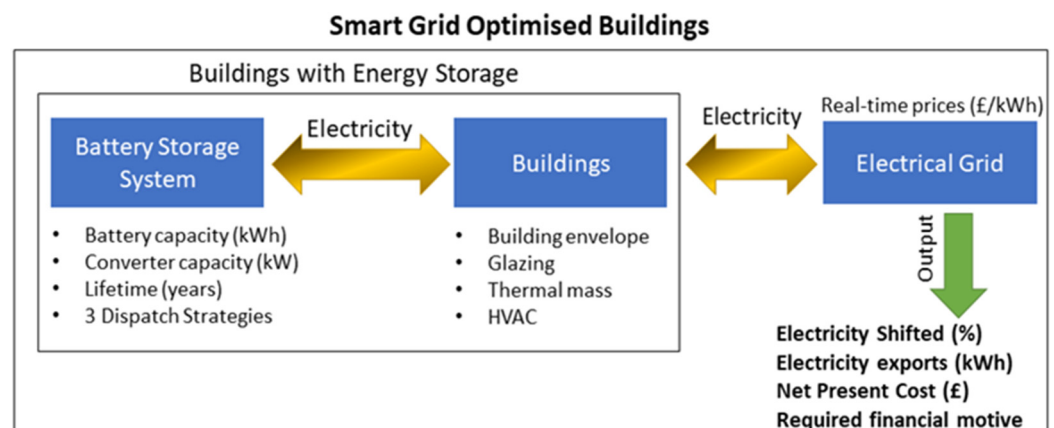 Smart Grid Optimised Buildings
Buildings with Energy Storage
Battery Storage
System
Electricity
Buildings
• Battery capacity (kWh)
• Converter capacity (kW)
• Lifetime (years)
• 3 Dispatch Strategies
• Building envelope
• Glazing
• Thermal mass
• HVAC
Electricity
Real-time prices (£/kWh)
Electrical Grid
Output
Electricity Shifted (%)
Electricity exports (kWh)
Net Present Cost (£)
Required financial motive